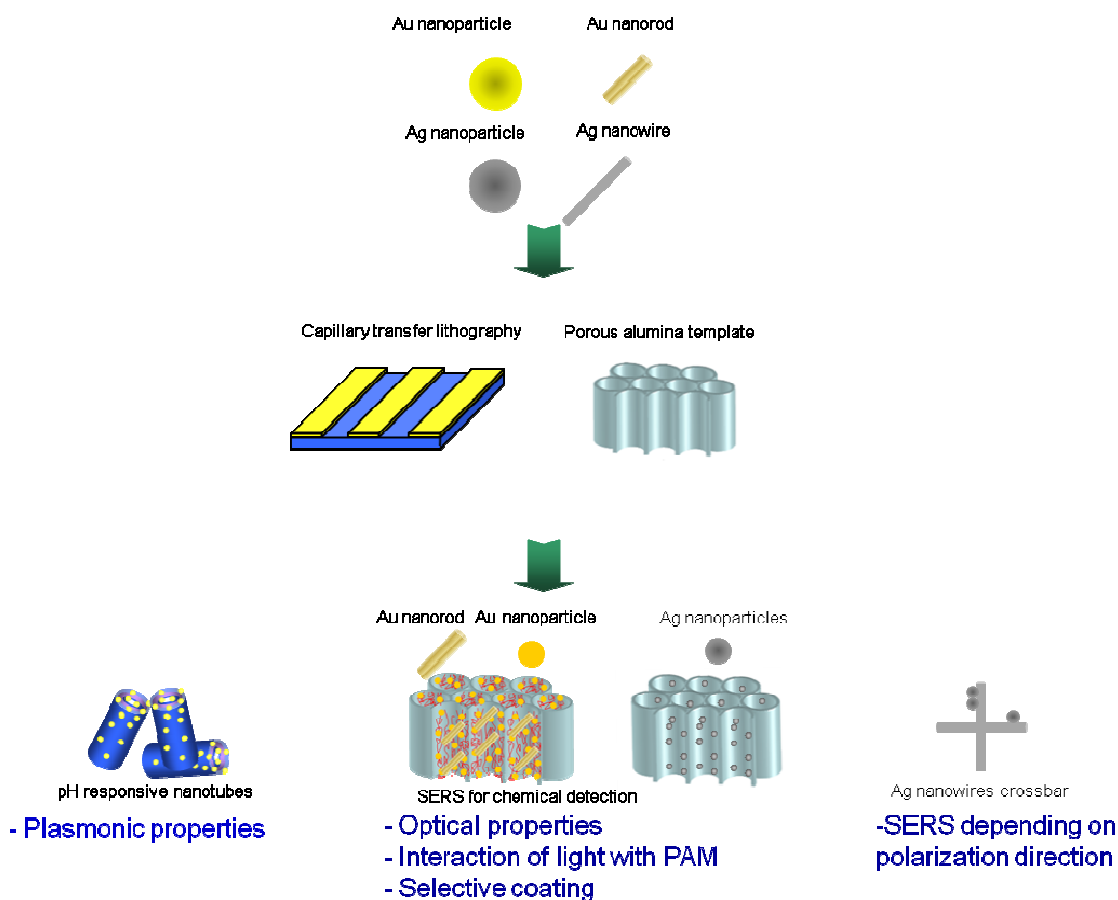 Au nanoparticle
Au nanorod
Ag nanoparticle
Ag nanowire
Capillary transfer lithography
Porous alumina template
Au nanorod
Au nanoparticle
Ag nanoparticles
pH responsive nanotubes
SERS for chemical detection
Ag nanowires crossbar
- Plasmonic properties
- Optical properties
- Interaction of light with PAM
- Selective coating
-SERS depending on
polarization direction